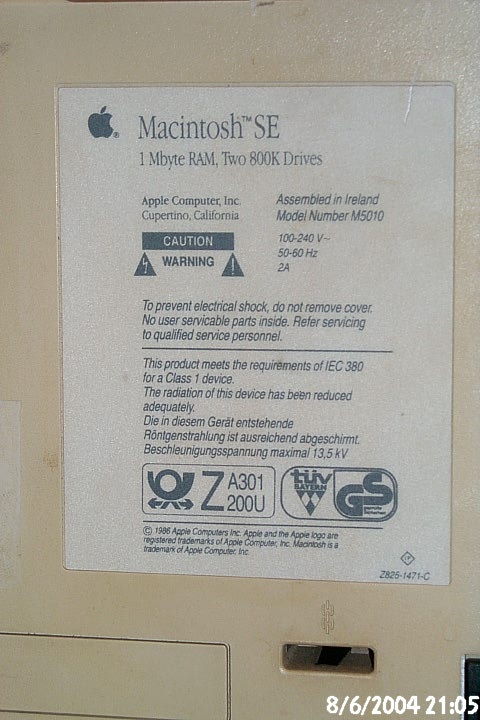 Macintosh™ SE
1 Mbyte RAM, Two 800K Drives
Apple Computer, Inc.
Cupertino, California
Assembled in Ireland
Model Number M5010
CAUTION
WARNING
100-240 V~
50-60 Hz
2A
To prevent electrical shock, do not remove cover.
No user servicable parts inside. Refer servicing
to qualified service personnel.
This product meets the requirements of IEC 380
for a Class 1 device.
The radiation of this device has been reduced
adequately.
Die in diesem Gerät entstehende
Röntgenstrahlung ist ausreichend abgeschirmt.
Beschleunigungsspannung maximal 13,5 kV
Z A301
200U
TÜV
BAYERN
GS
geprüfte
Sicherheit
© 1986 Apple Computers Inc. Apple and the Apple logo are
registered trademarks of Apple Computer, Inc. Macintosh is a
trademark of Apple Computer, Inc.
Z825-1471-C
8/6/2004 21:05